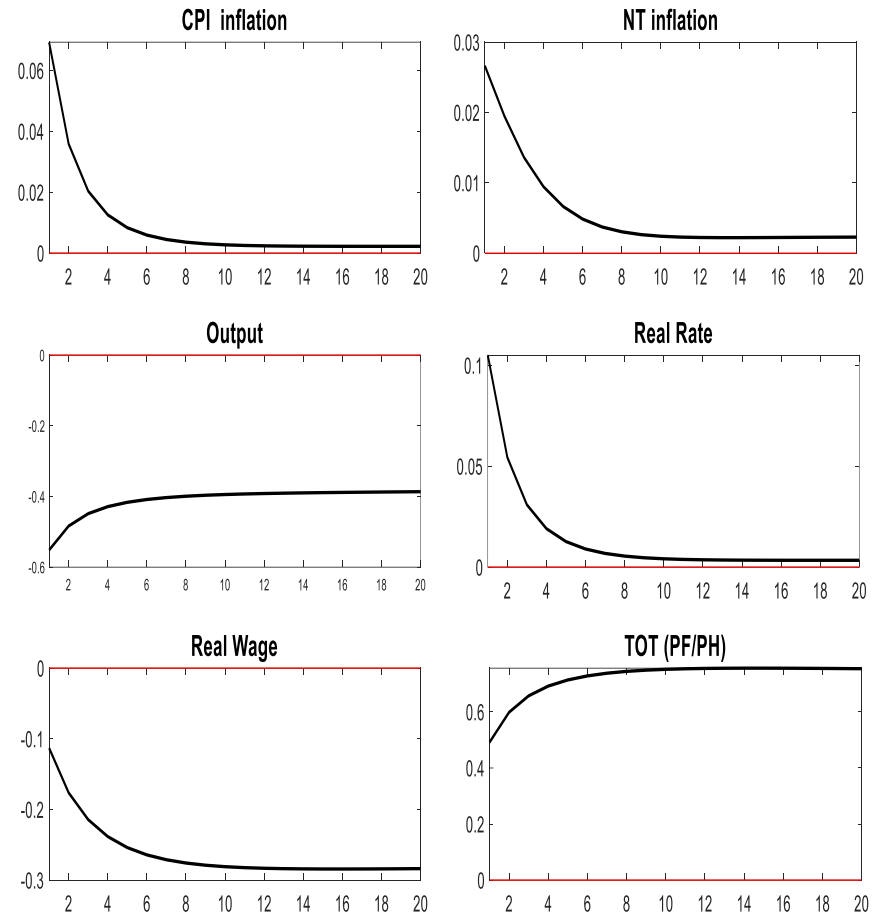 CPI  inflation
0.06
0.04
0.02
0
2 4 6 8 10 12 14 16 18 20
NT inflation
0.03
0.02
0.01
0
2 4 6 8 10 12 14 16 18 20
Output
0
-0.2
-0.4
-0.6
2 4 6 8 10 12 14 16 18 20
Real Rate
0.1
0.05
0
2 4 6 8 10 12 14 16 18 20
Real Wage
0
-0.1
-0.2
-0.3
2 4 6 8 10 12 14 16 18 20
TOT (PF/PH)
0.6
0.4
0.2
0
2 4 6 8 10 12 14 16 18 20